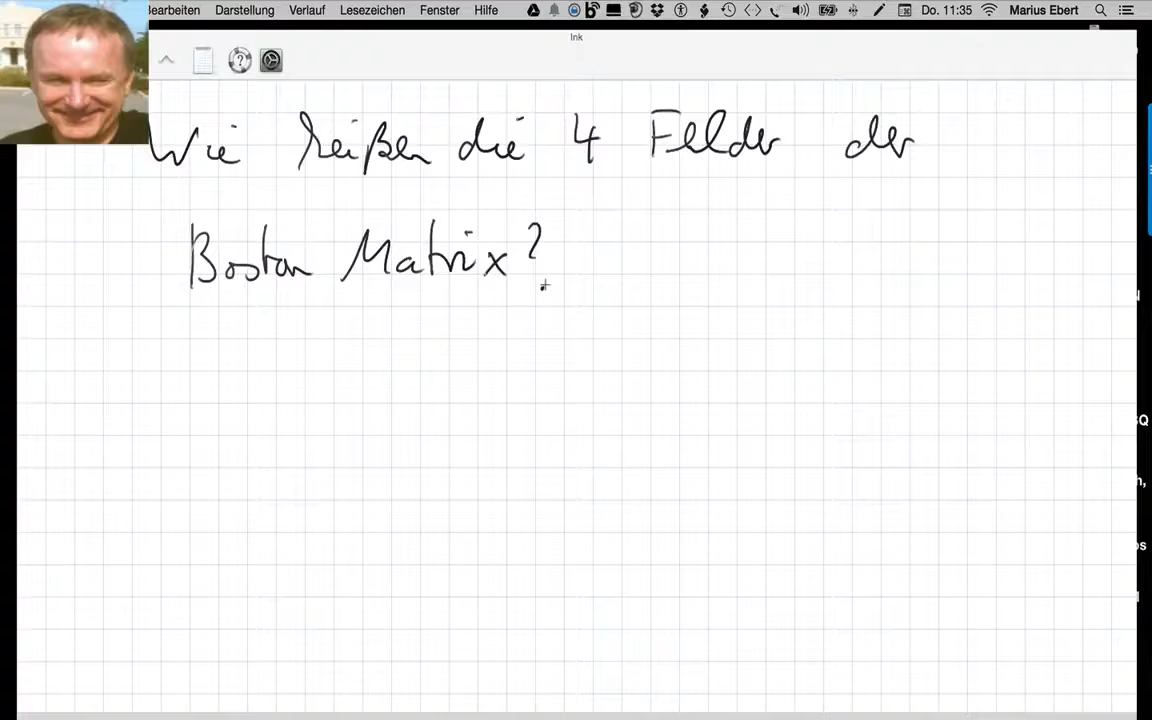 Bearbeiten Darstellung Verlauf Lesezeichen Fenster Hilfe Do. 11:35 Marius Ebert
Ink
Wie heißen die 4 Felder der
Boston Matrix?